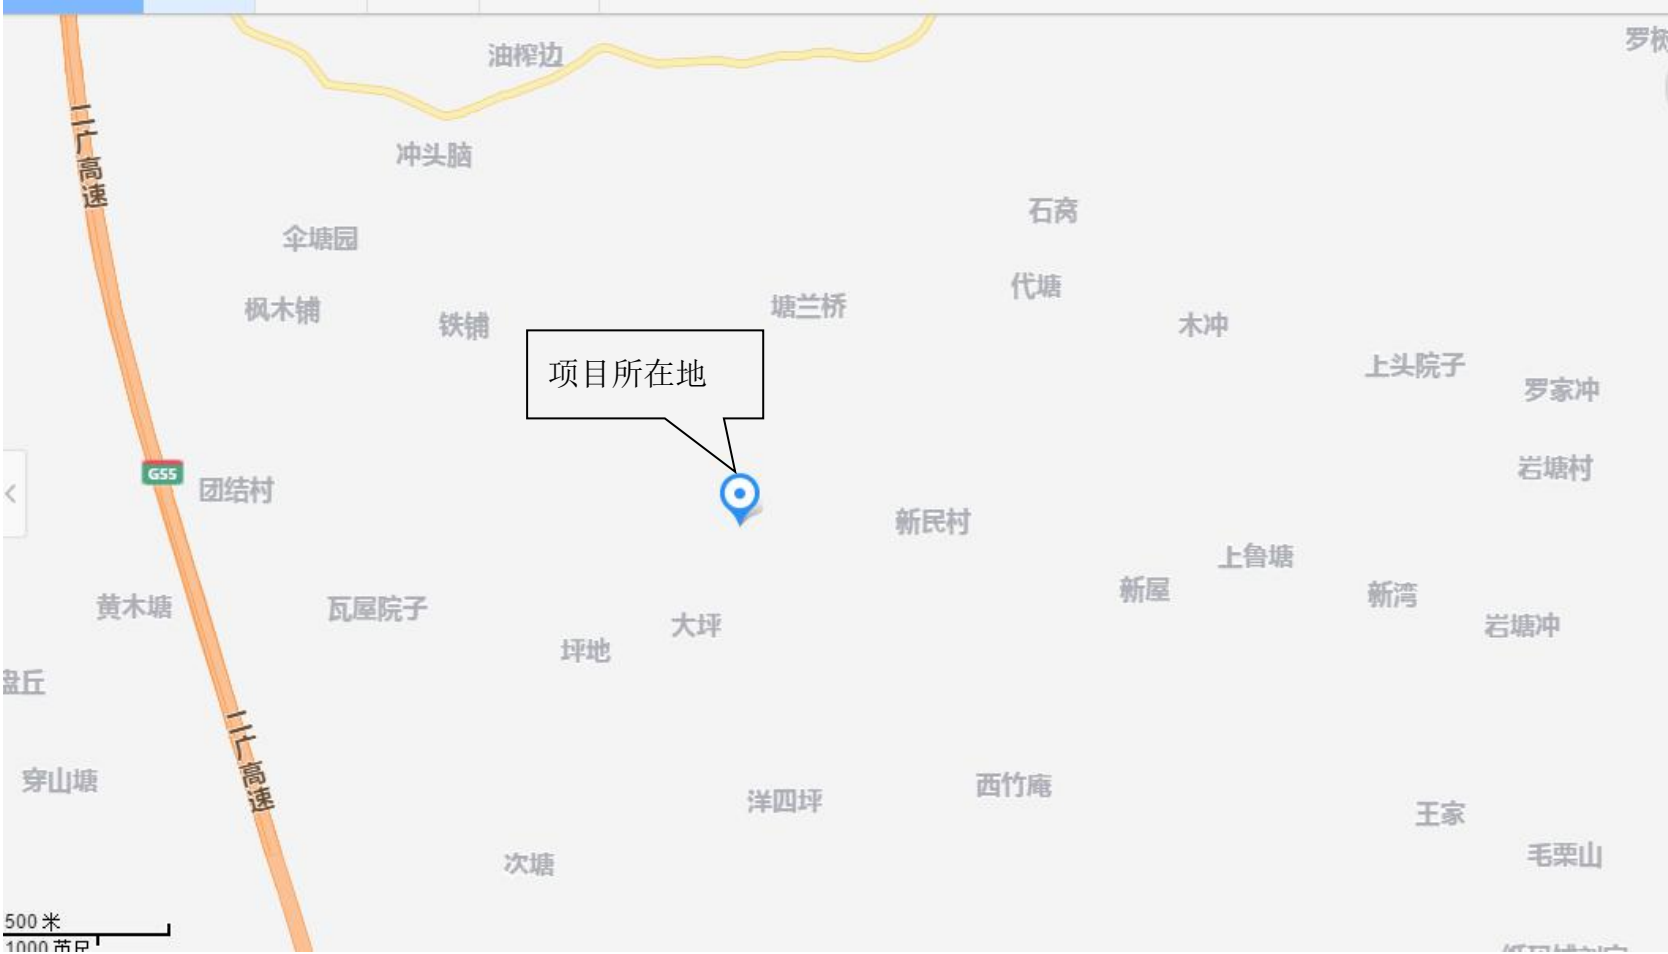 油榨边
二广高速
冲头脑
石窝
伞塘园
代塘
枫木铺
铁铺
塘兰桥
木冲
项目所在地
上头院子
罗家冲
G55
团结村
岩塘村
新民村
上鲁塘
新屋
新湾
黄木塘
瓦屋院子
大坪
岩塘冲
坪地
盘丘
二广高速
穿山塘
西竹庵
洋四坪
王家
次塘
毛栗山
500 米
1000 英尺